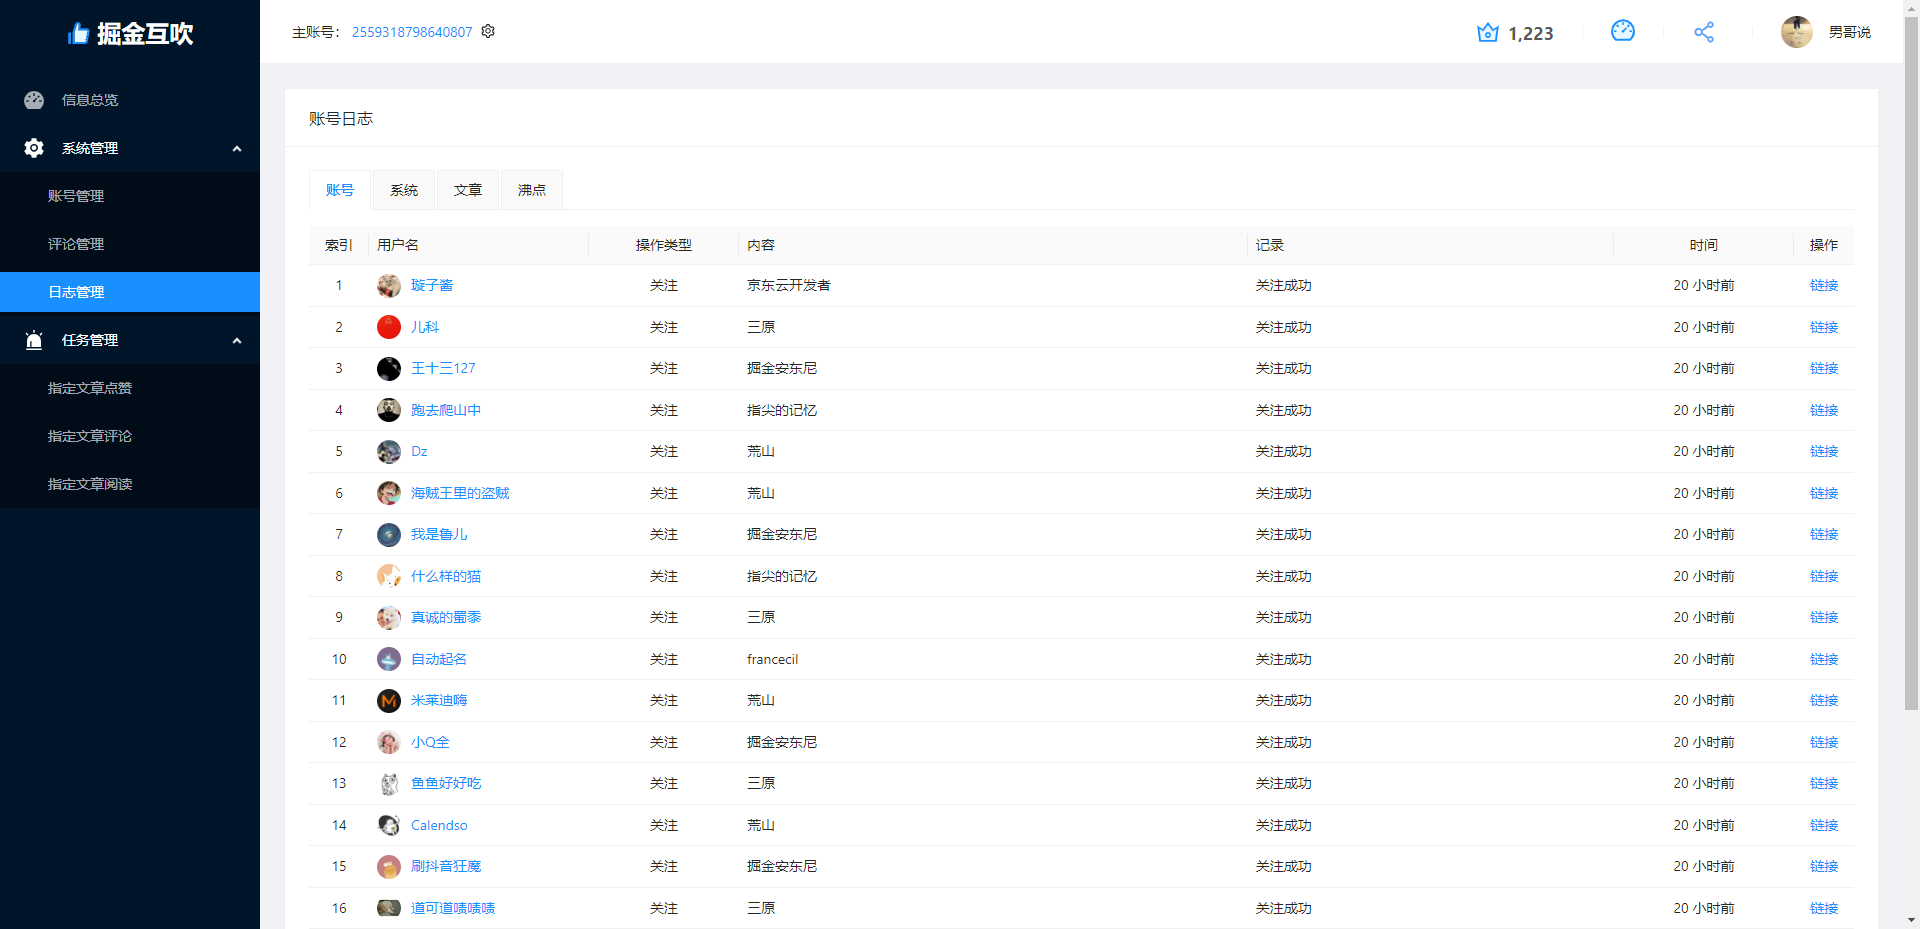 掘金互吹
主账号： 2559318798640807
1,223
男哥说
信息总览
系统管理
账号管理
评论管理
日志管理
任务管理
指定文章点赞
指定文章评论
指定文章阅读
账号日志
账号 系统 文章 沸点
索引 用户名 操作类型 内容 记录 时间 操作
1 璇子酱 关注 京东云开发者 关注成功 20 小时前 链接
2 儿科 关注 三原 关注成功 20 小时前 链接
3 王十三127 关注 掘金安东尼 关注成功 20 小时前 链接
4 跑去爬山中 关注 指尖的记忆 关注成功 20 小时前 链接
5 Dz 关注 荒山 关注成功 20 小时前 链接
6 海贼王里的盗贼 关注 荒山 关注成功 20 小时前 链接
7 我是鲁儿 关注 掘金安东尼 关注成功 20 小时前 链接
8 什么样的猫 关注 指尖的记忆 关注成功 20 小时前 链接
9 真诚的蜀黍 关注 三原 关注成功 20 小时前 链接
10 自动起名 关注 francecil 关注成功 20 小时前 链接
11 米莱迪嗨 关注 荒山 关注成功 20 小时前 链接
12 小Q全 关注 掘金安东尼 关注成功 20 小时前 链接
13 鱼鱼好好吃 关注 三原 关注成功 20 小时前 链接
14 Calendso 关注 荒山 关注成功 20 小时前 链接
15 刷抖音狂魔 关注 掘金安东尼 关注成功 20 小时前 链接
16 道可道啧啧啧 关注 三原 关注成功 20 小时前 链接